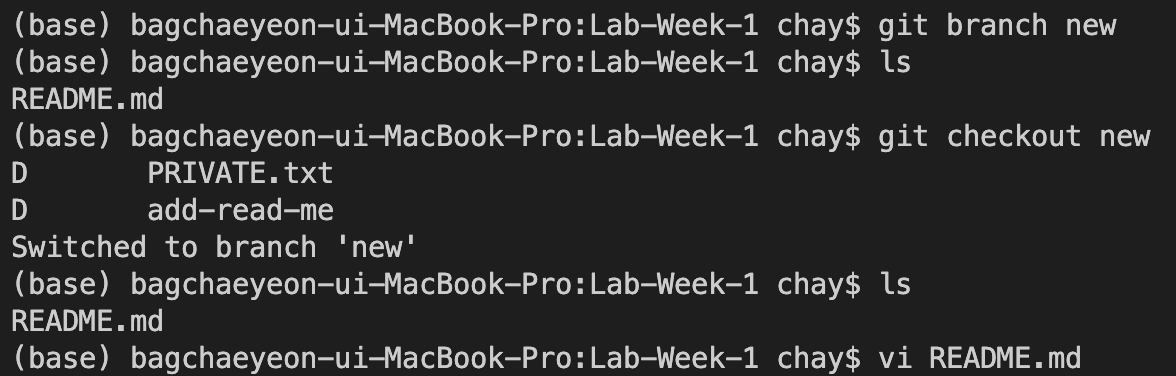 (base) bagchaeyeon-ui-MacBook-Pro:Lab-Week-1 chay$ git branch new
(base) bagchaeyeon-ui-MacBook-Pro:Lab-Week-1 chay$ ls
README.md
(base) bagchaeyeon-ui-MacBook-Pro:Lab-Week-1 chay$ git checkout new
D       PRIVATE.txt
D       add-read-me
Switched to branch 'new'
(base) bagchaeyeon-ui-MacBook-Pro:Lab-Week-1 chay$ ls
README.md
(base) bagchaeyeon-ui-MacBook-Pro:Lab-Week-1 chay$ vi README.md